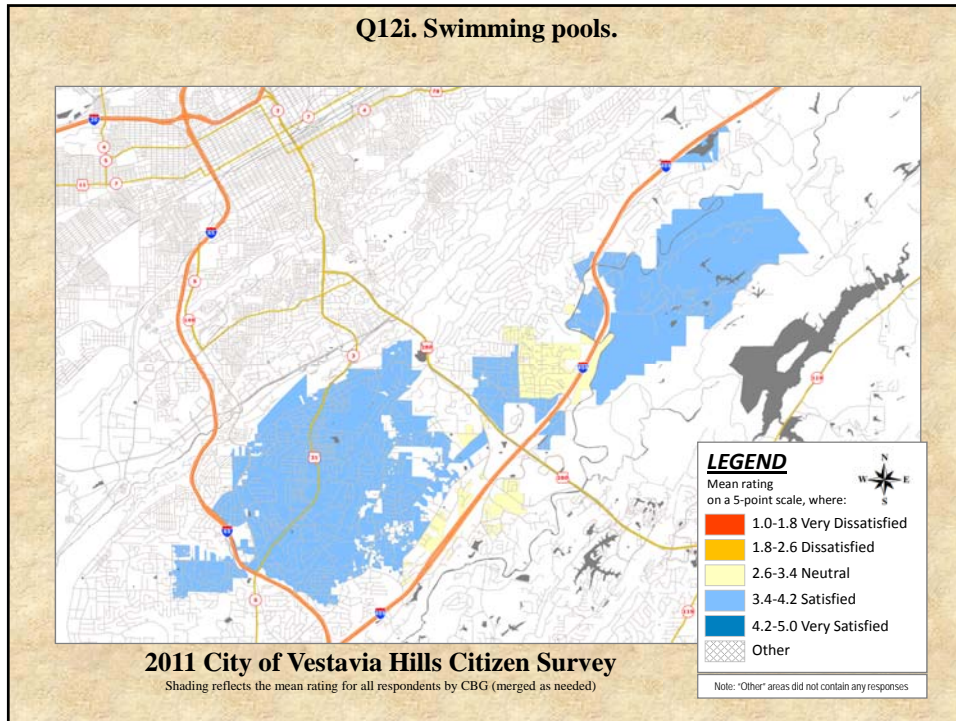 Q12i. Swimming pools.
LEGEND
Mean rating
on a 5-point scale, where:
N
W E
S
1.0-1.8 Very Dissatisfied
1.8-2.6 Dissatisfied
2.6-3.4 Neutral
3.4-4.2 Satisfied
4.2-5.0 Very Satisfied
Other
Note: "Other" areas did not contain any responses
2011 City of Vestavia Hills Citizen Survey
Shading reflects the mean rating for all respondents by CBG (merged as needed)